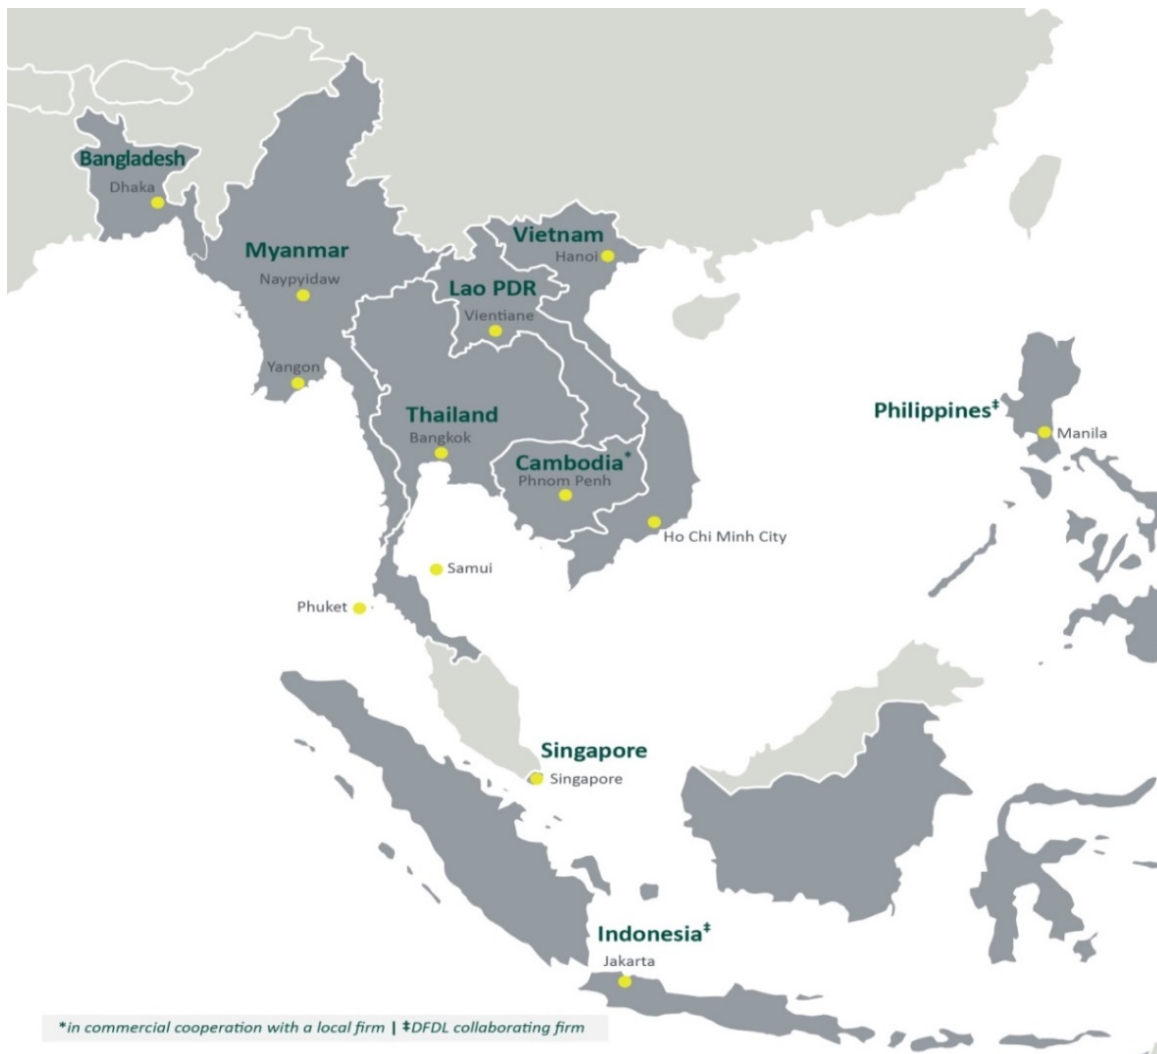 Bangladesh
Dhaka
Myanmar
Naypyidaw
Yangon
Vietnam
Hanoi
Lao PDR
Vientiane
Thailand
Bangkok
Cambodia*
Phnom Penh
Ho Chi Minh City
Samui
Phuket
Philippines‡
Manila
Singapore
Singapore
Indonesia‡
Jakarta
*in commercial cooperation with a local firm | ‡DFDL collaborating firm